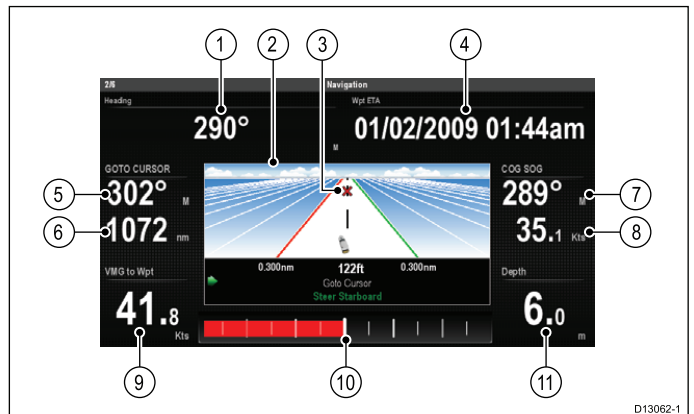 1
2
3
4
2/6
Navigation
Heading
Wpt ETA
290°
M
01/02/2009 01:44am
GOTO CURSOR
COG SOG
5
302° M
289° M
7
6
1072 nm
35.1 Kts
8
VMG to Wpt
0.300nm
122ft
0.300nm
Depth
Goto Cursor
Steer Starboard
41.8
Kts
6.0
m
9
10
11
D13062-1